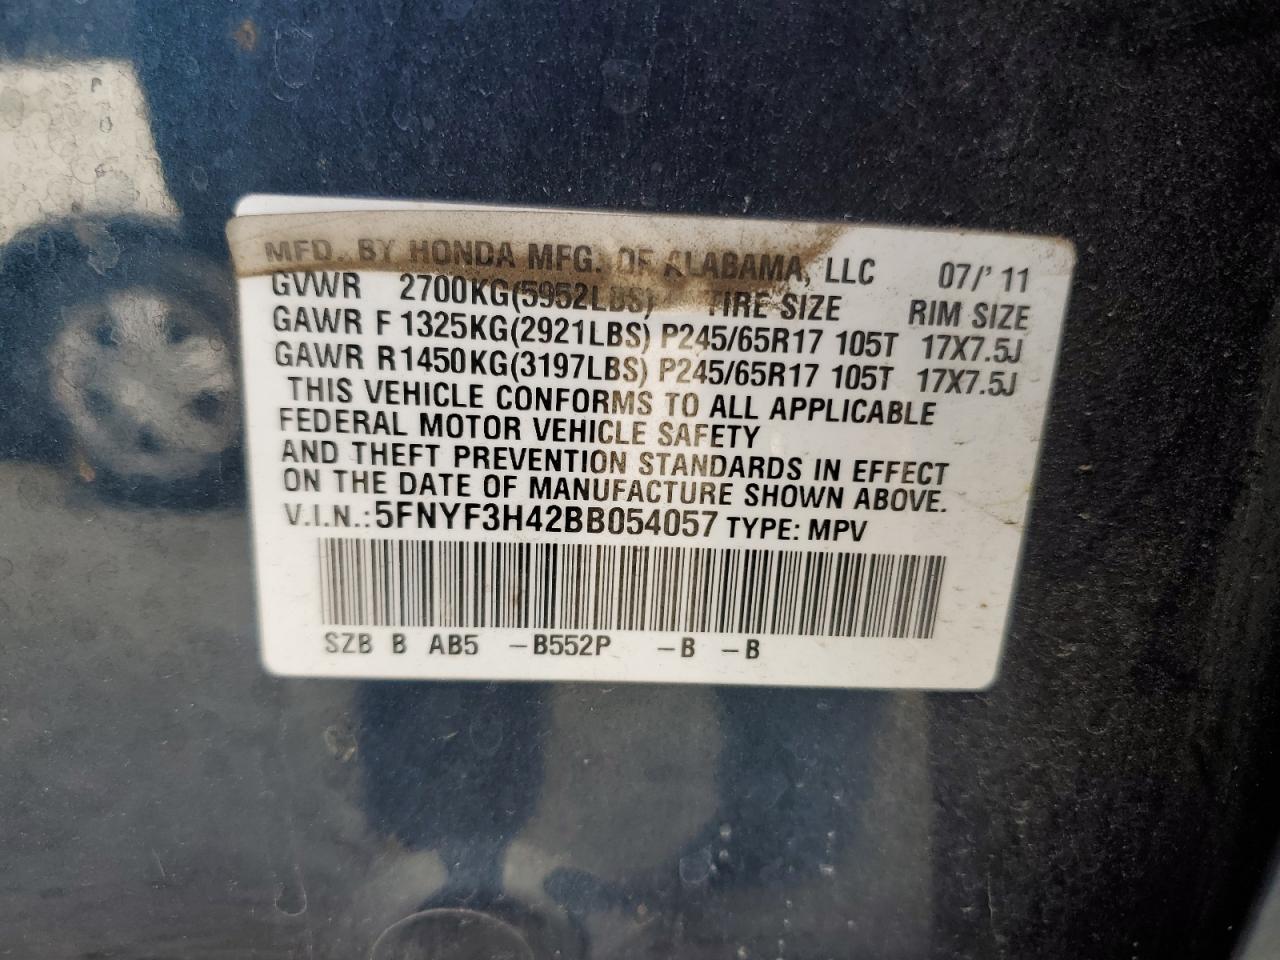 MFD. BY HONDA MFG. OF ALABAMA, LLC 07/' 11
GVWR 2700KG(5952LBS) TIRE SIZE RIM SIZE
GAWR F 1325KG(2921LBS) P245/65R17 105T 17X7.5J
GAWR R1450KG(3197LBS) P245/65R17 105T 17X7.5J
THIS VEHICLE CONFORMS TO ALL APPLICABLE
FEDERAL MOTOR VEHICLE SAFETY
AND THEFT PREVENTION STANDARDS IN EFFECT
ON THE DATE OF MANUFACTURE SHOWN ABOVE.
V.I.N.: 5FNYF3H42BB054057 TYPE: MPV
SZB B AB5 -B552P -B -B